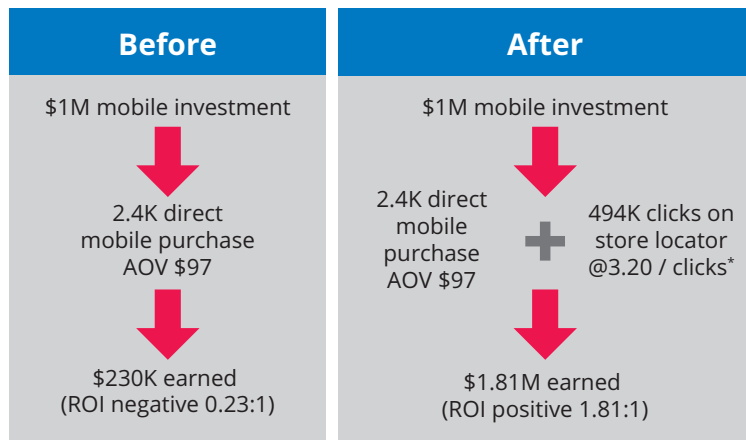 Before
$1M mobile investment
2.4K direct
mobile purchase
AOV $97
$230K earned
(ROI negative 0.23:1)
After
$1M mobile investment
2.4K direct
mobile
purchase
AOV $97
+
494K clicks on
store locator
@3.20 / clicks*
$1.81M earned
(ROI positive 1.81:1)